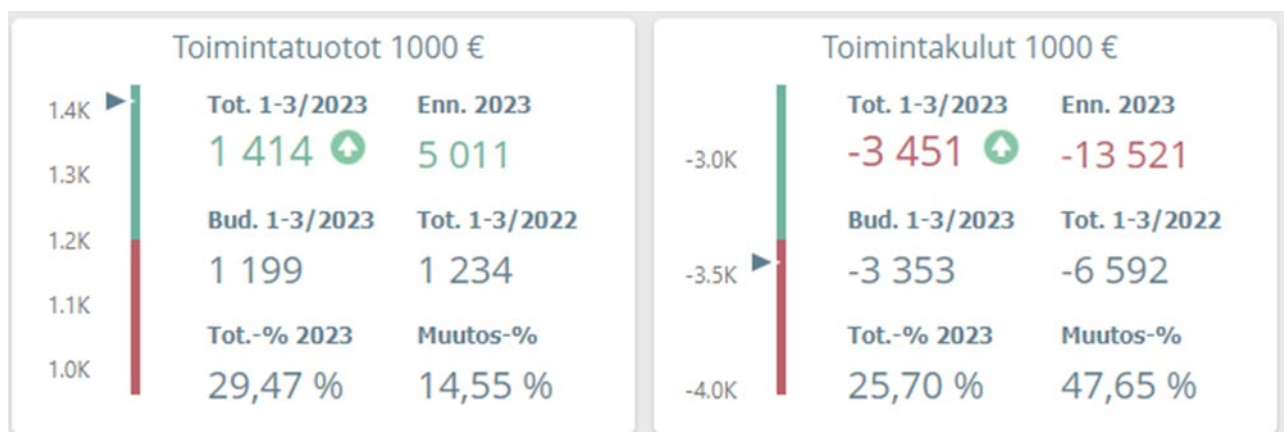 Toimintatuotot 1000 €
1.4K
1.3K
1.2K
1.1K
1.0K
Tot. 1-3/2023 Enn. 2023
1 414 5 011
Bud. 1-3/2023 Tot. 1-3/2022
1 199 1 234
Tot.-% 2023 Muutos-%
29,47 % 14,55 %
Toimintakulut 1000 €
-3.0K
-3.5K
-4.0K
Tot. 1-3/2023 Enn. 2023
-3 451 -13 521
Bud. 1-3/2023 Tot. 1-3/2022
-3 353 -6 592
Tot.-% 2023 Muutos-%
25,70 % 47,65 %